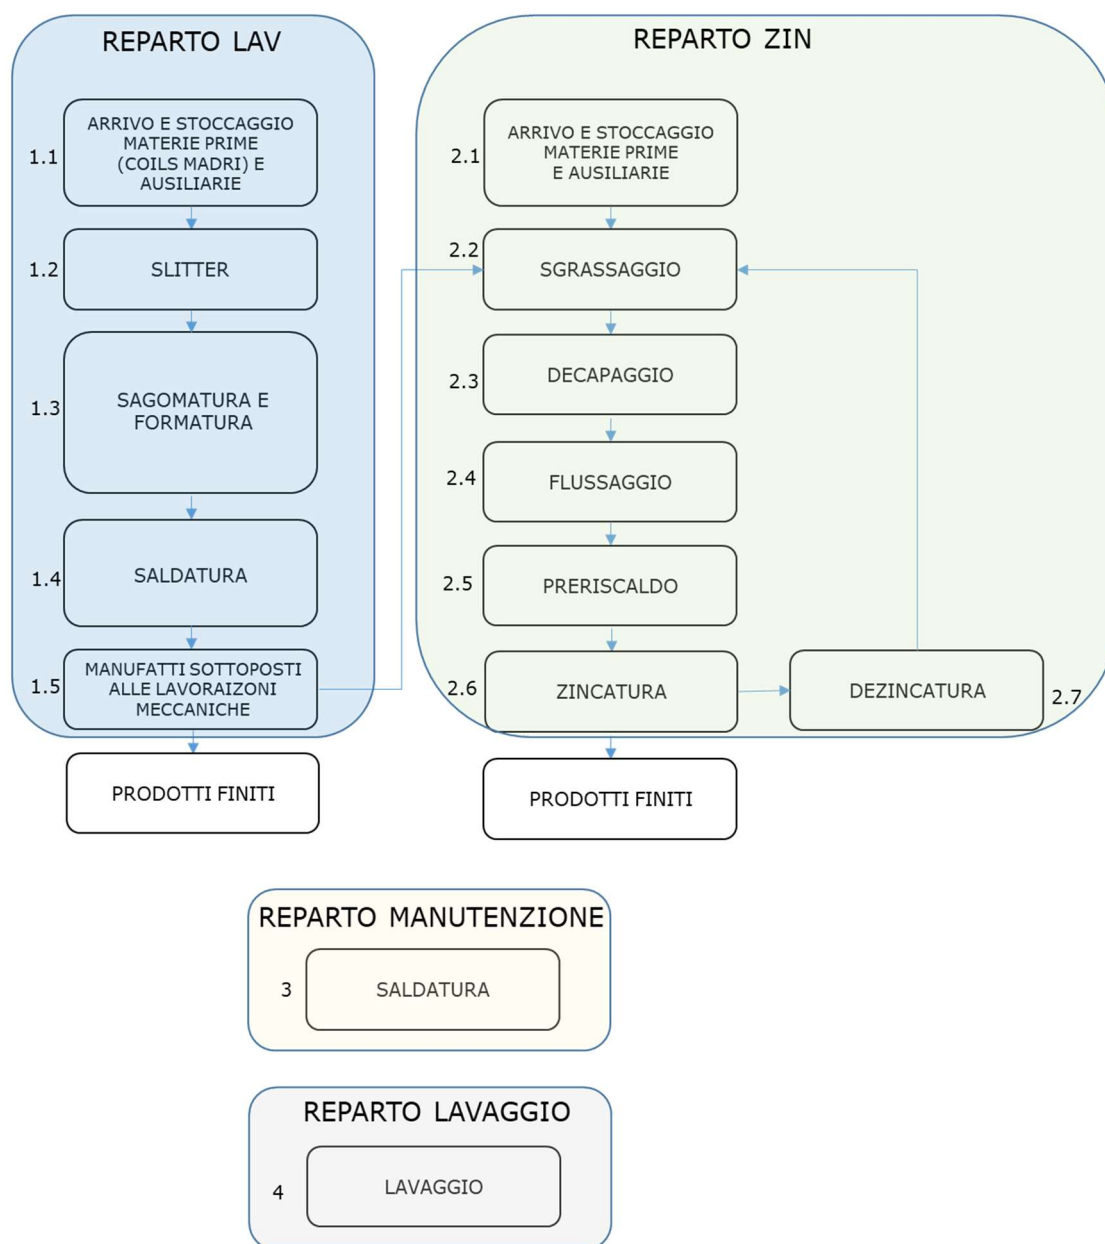 REPARTO LAV
1.1
ARRIVO E STOCCAGGIO
MATERIE PRIME
(COILS MADRI) E
AUSILIARIE
1.2
SLITTER
1.3
SAGOMATURA E
FORMATURA
1.4
SALDATURA
1.5
MANUFATTI SOTTOPOSTI
ALLE LAVORAIZONI
MECCANICHE
PRODOTTI FINITI
REPARTO ZIN
2.1
ARRIVO E STOCCAGGIO
MATERIE PRIME
E AUSILIARIE
2.2
SGRASSAGGIO
2.3
DECAPAGGIO
2.4
FLUSSAGGIO
2.5
PRERISCALDO
2.6
ZINCATURA
DEZINCATURA
2.7
PRODOTTI FINITI
REPARTO MANUTENZIONE
3
SALDATURA
REPARTO LAVAGGIO
4
LAVAGGIO